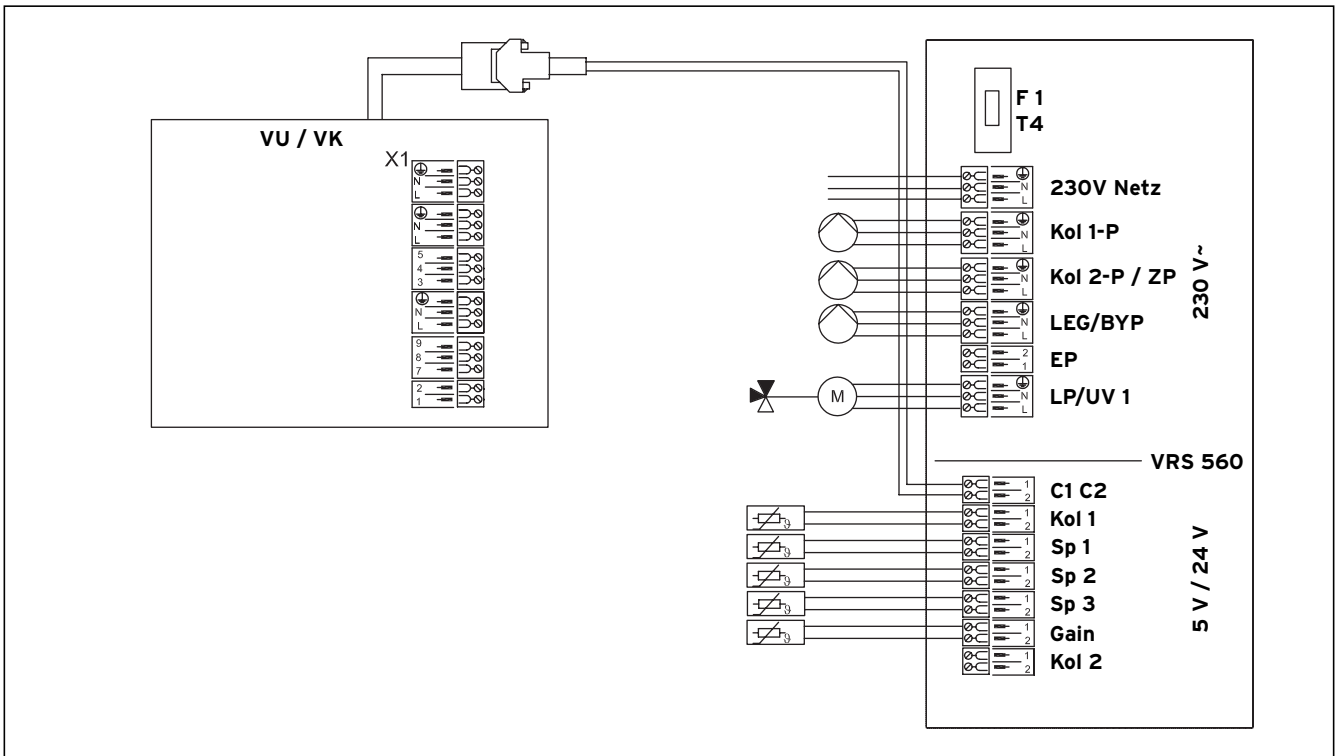 VU / VK
X1
N
L
N
L
5
4
3
N
L
9
8
7
2
1
F 1
T4
N
L
230V Netz
N
L
Kol 1-P
N
L
Kol 2-P / ZP
N
L
LEG/BYP
2
1
EP
N
L
LP/UV 1
230 V~
VRS 560
1
2
C1 C2
1
2
Kol 1
1
2
Sp 1
1
2
Sp 2
1
2
Sp 3
1
2
Gain
1
2
Kol 2
5 V / 24 V
M
ϑ
ϑ
ϑ
ϑ
ϑ